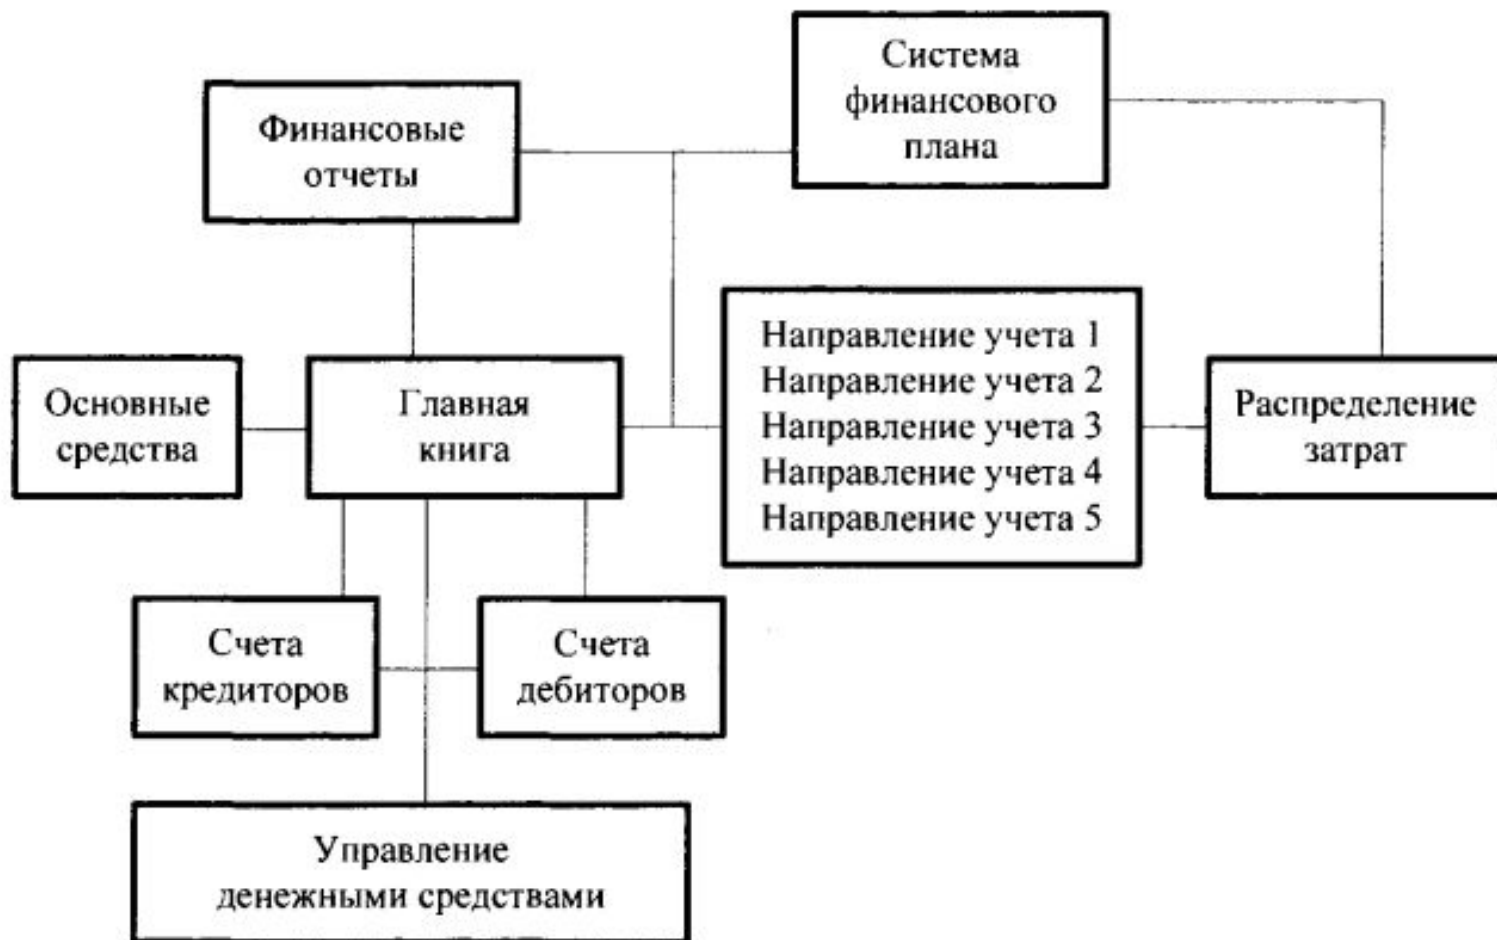 Система
финансового
плана
Финансовые
отчеты
Направление учета 1
Направление учета 2
Направление учета 3
Направление учета 4
Направление учета 5
Основные
средства
Главная
книга
Распределение
затрат
Счета
кредиторов
Счета
дебиторов
Управление
денежными средствами